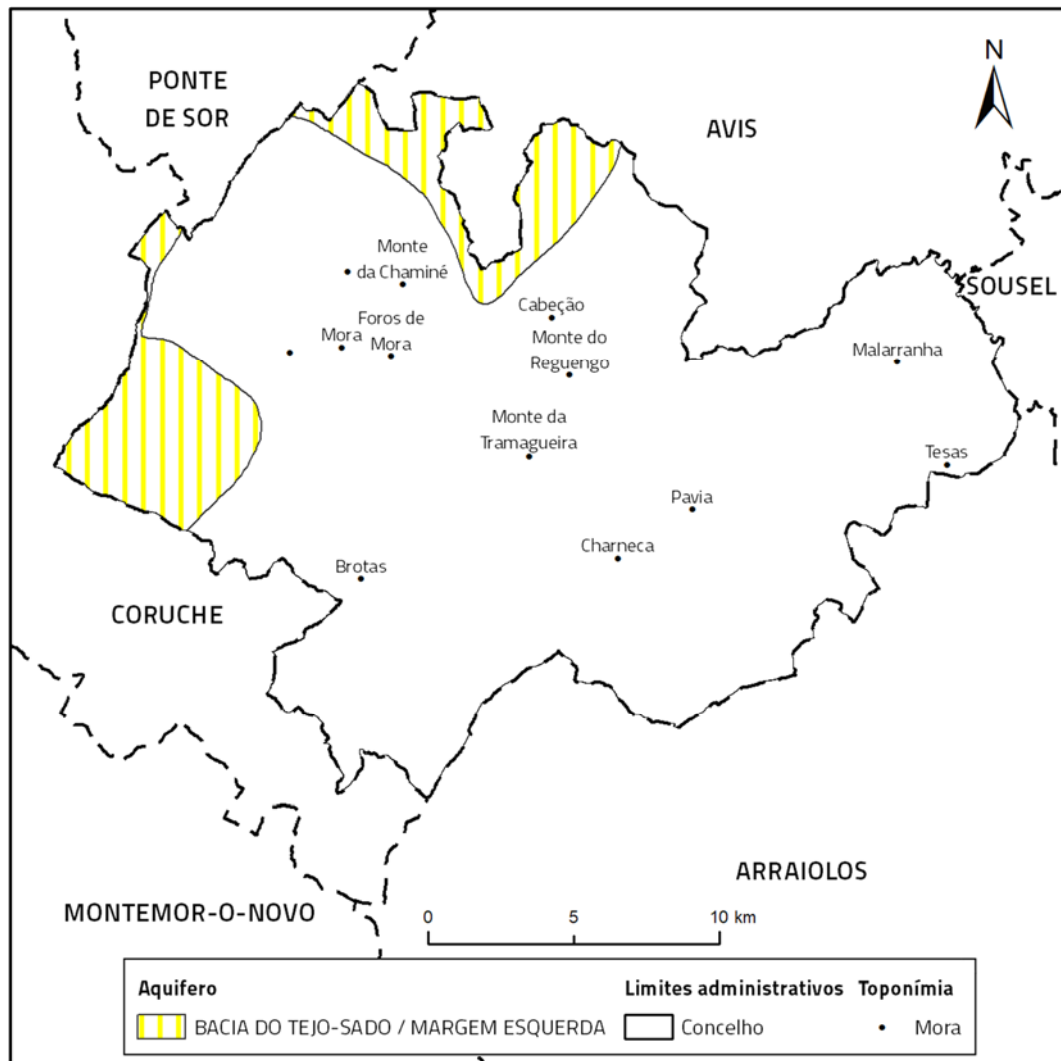 N
PONTE
DE SOR
AVIS
Monte
da Chaminé
SOUSEL
Cabeção
Foros de
Mora
Mora
Monte do
Reguengo
Malarranha
Monte da
Tramagueira
Tesas
Pavia
Charneca
Brotas
CORUCHE
ARRAIOLOS
MONTEMOR-O-NOVO
0 5 10 km
Aquifero
BACIA DO TEJO-SADO / MARGEM ESQUERDA
Limites administrativos
Concelho
Toponímia
Mora